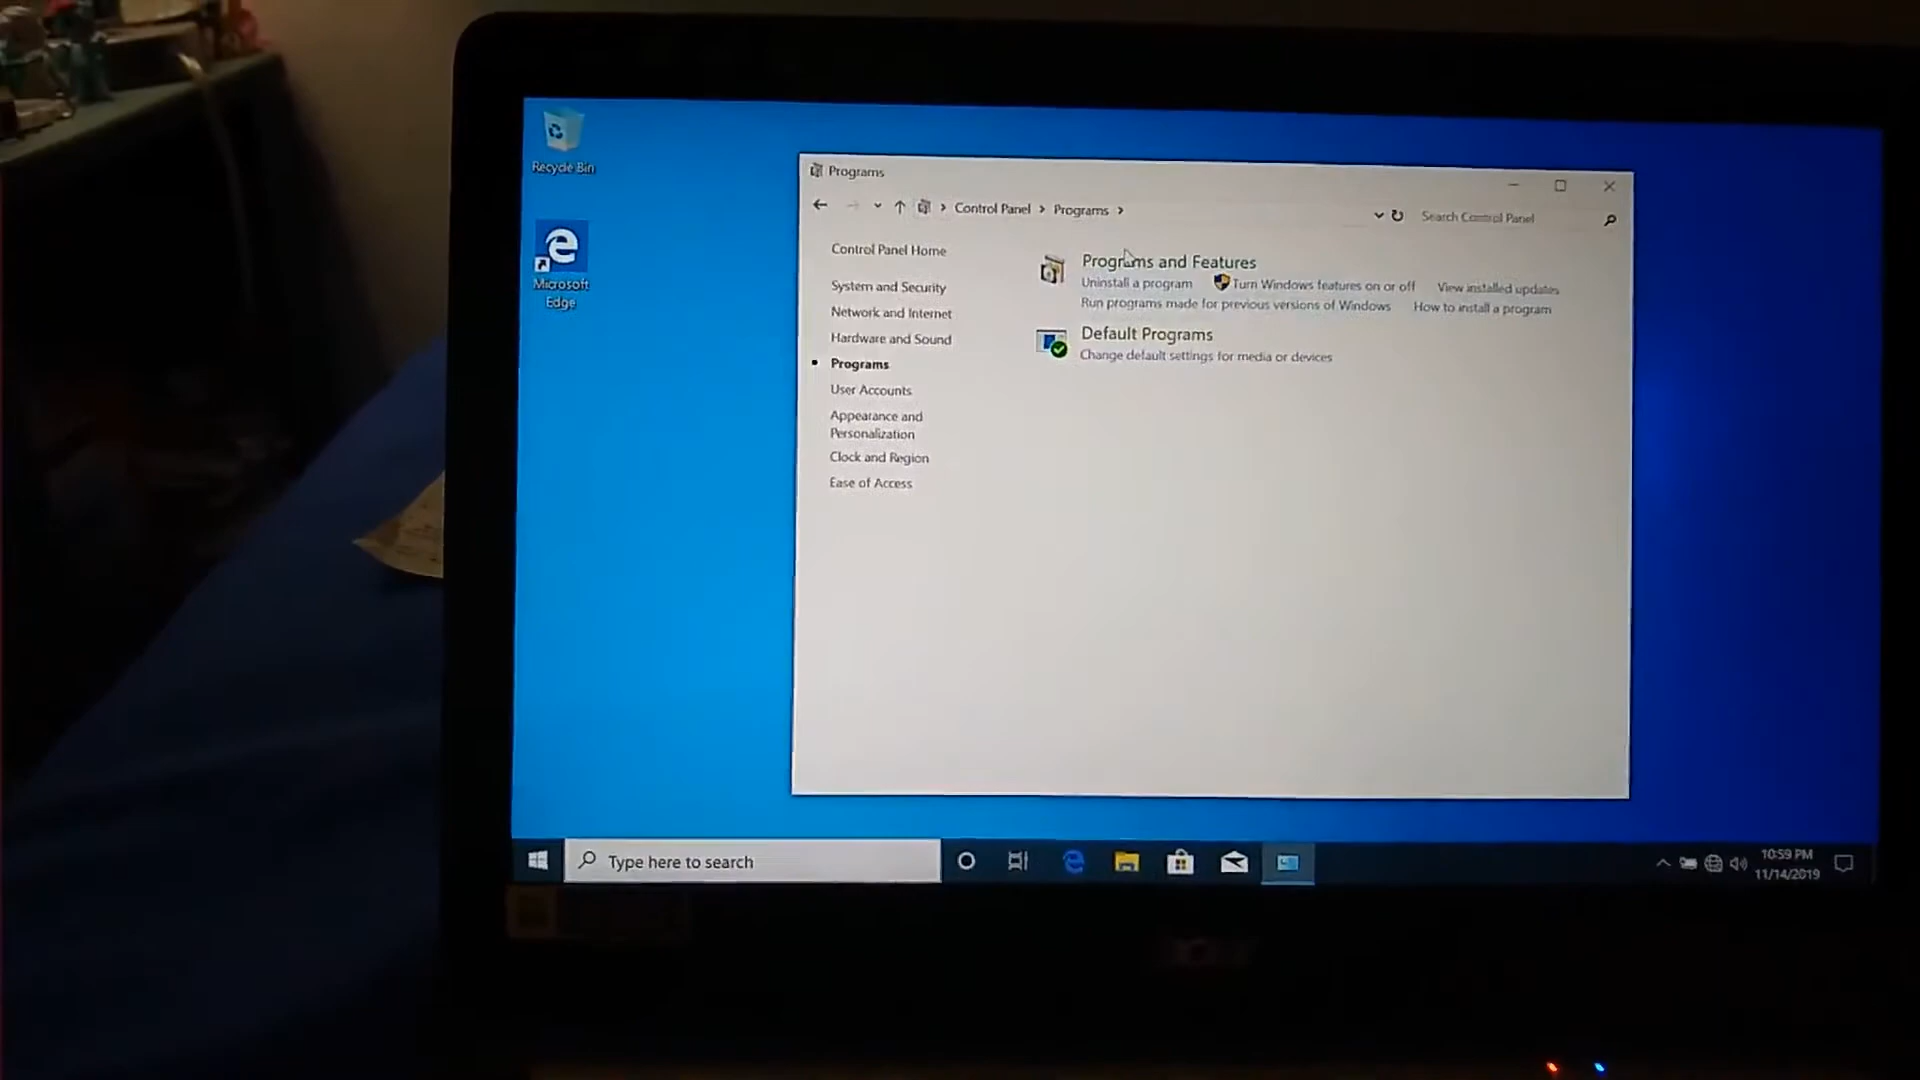 Recycle Bin
Microsoft
Edge
Programs
Control Panel
Programs
Search Control Panel
Control Panel Home
System and Security
Network and Internet
Hardware and Sound
Programs
User Accounts
Appearance and
Personalization
Clock and Region
Ease of Access
Programs and Features
Uninstall a program
Turn Windows features on or off
View installed updates
Run programs made for previous versions of Windows
How to install a program
Default Programs
Change default settings for media or devices
Type here to search
10:59 PM
11/14/2019
acer